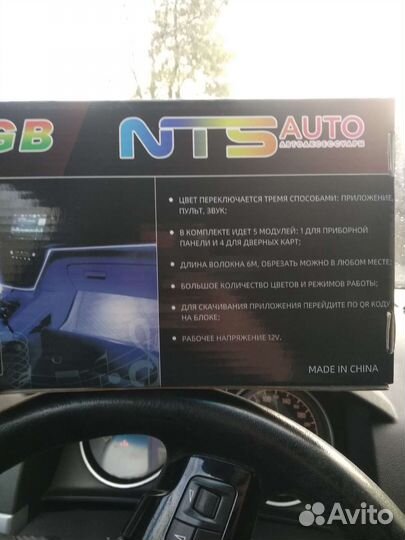 GB
NTS AUTO
АВТОАКСЕССУАРЫ
• ЦВЕТ ПЕРЕКЛЮЧАЕТСЯ ТРЕМЯ СПОСОБАМИ: ПРИЛОЖЕНИЕ,
ПУЛЬТ, ЗВУК;
• В КОМПЛЕКТЕ ИДЕТ 5 МОДУЛЕЙ: 1 ДЛЯ ПРИБОРНОЙ
ПАНЕЛИ И 4 ДЛЯ ДВЕРНЫХ КАРТ;
• ДЛИНА ВОЛОКНА 6М, ОБРЕЗАТЬ МОЖНО В ЛЮБОМ МЕСТЕ;
• БОЛЬШОЕ КОЛИЧЕСТВО ЦВЕТОВ И РЕЖИМОВ РАБОТЫ;
• ДЛЯ СКАЧИВАНИЯ ПРИЛОЖЕНИЯ ПЕРЕЙДИТЕ ПО QR КОДУ
НА БЛОКЕ;
• РАБОЧЕЕ НАПРЯЖЕНИЕ 12V.
MADE IN CHINA
Avito